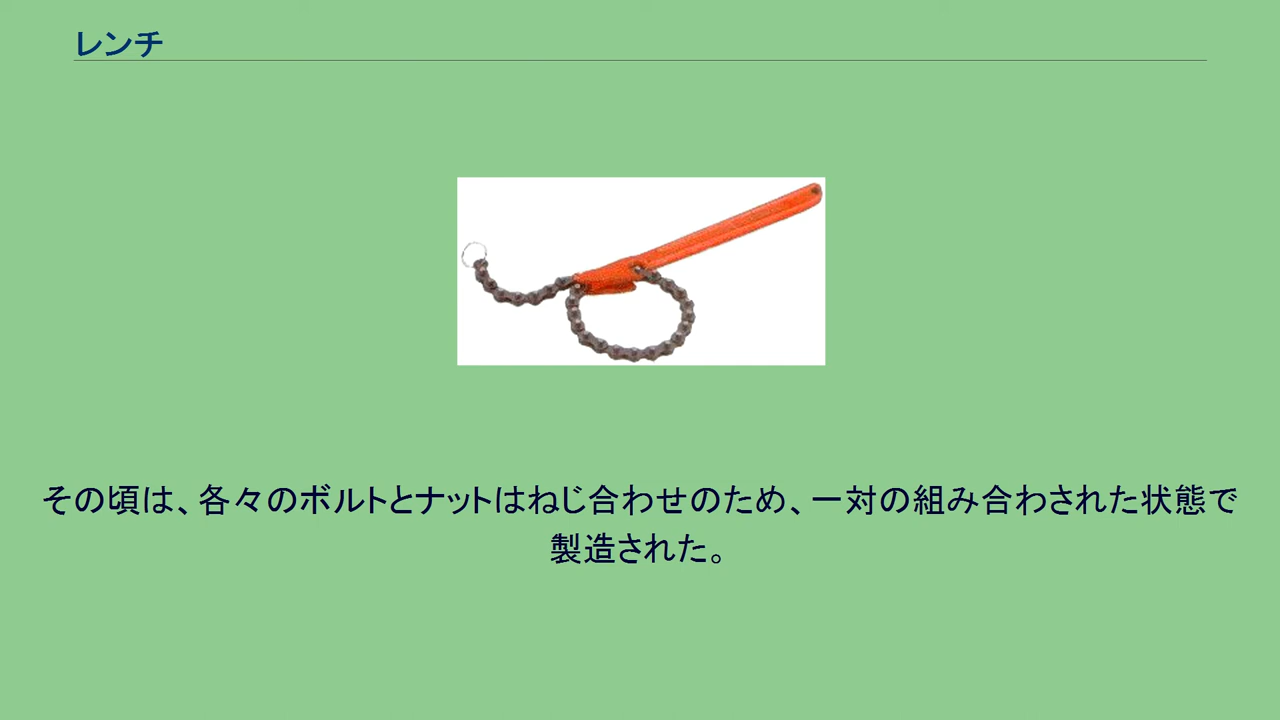 レンチ
その頃は、各々のボルトとナットはねじ合わせのため、一対の組み合わされた状態で
製造された。